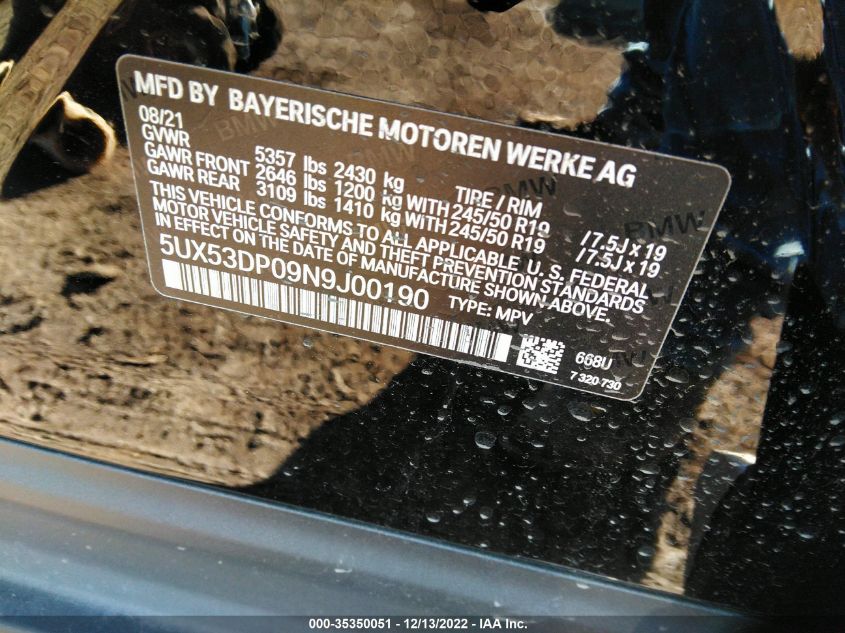 MFD BY BAYERISCHE MOTOREN WERKE AG
08/21
GVWR 5357 lbs 2430 kg TIRE / RIM
GAWR FRONT 2646 lbs 1200 kg WITH 245/50 R19 /7.5J x 19
GAWR REAR 3109 lbs 1410 kg WITH 245/50 R19 /7.5J x 19
THIS VEHICLE CONFORMS TO ALL APPLICABLE U. S. FEDERAL
MOTOR VEHICLE SAFETY AND THEFT PREVENTION STANDARDS
IN EFFECT ON THE DATE OF MANUFACTURE SHOWN ABOVE.
5UX53DP09N9J00190 TYPE: MPV
668U
7 320 730
000-35350051 - 12/13/2022 - IAA Inc.